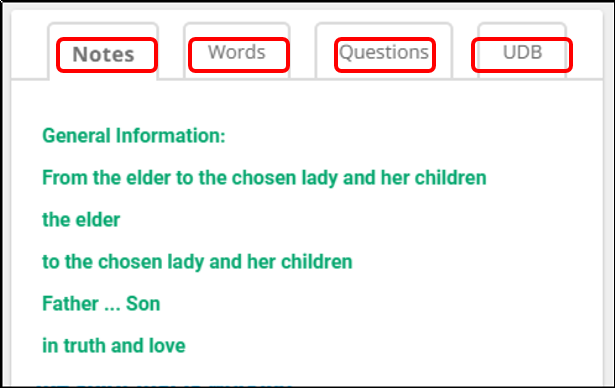 Notes Words Questions UDB
General Information:
From the elder to the chosen lady and her children
the elder
to the chosen lady and her children
Father ... Son
in truth and love